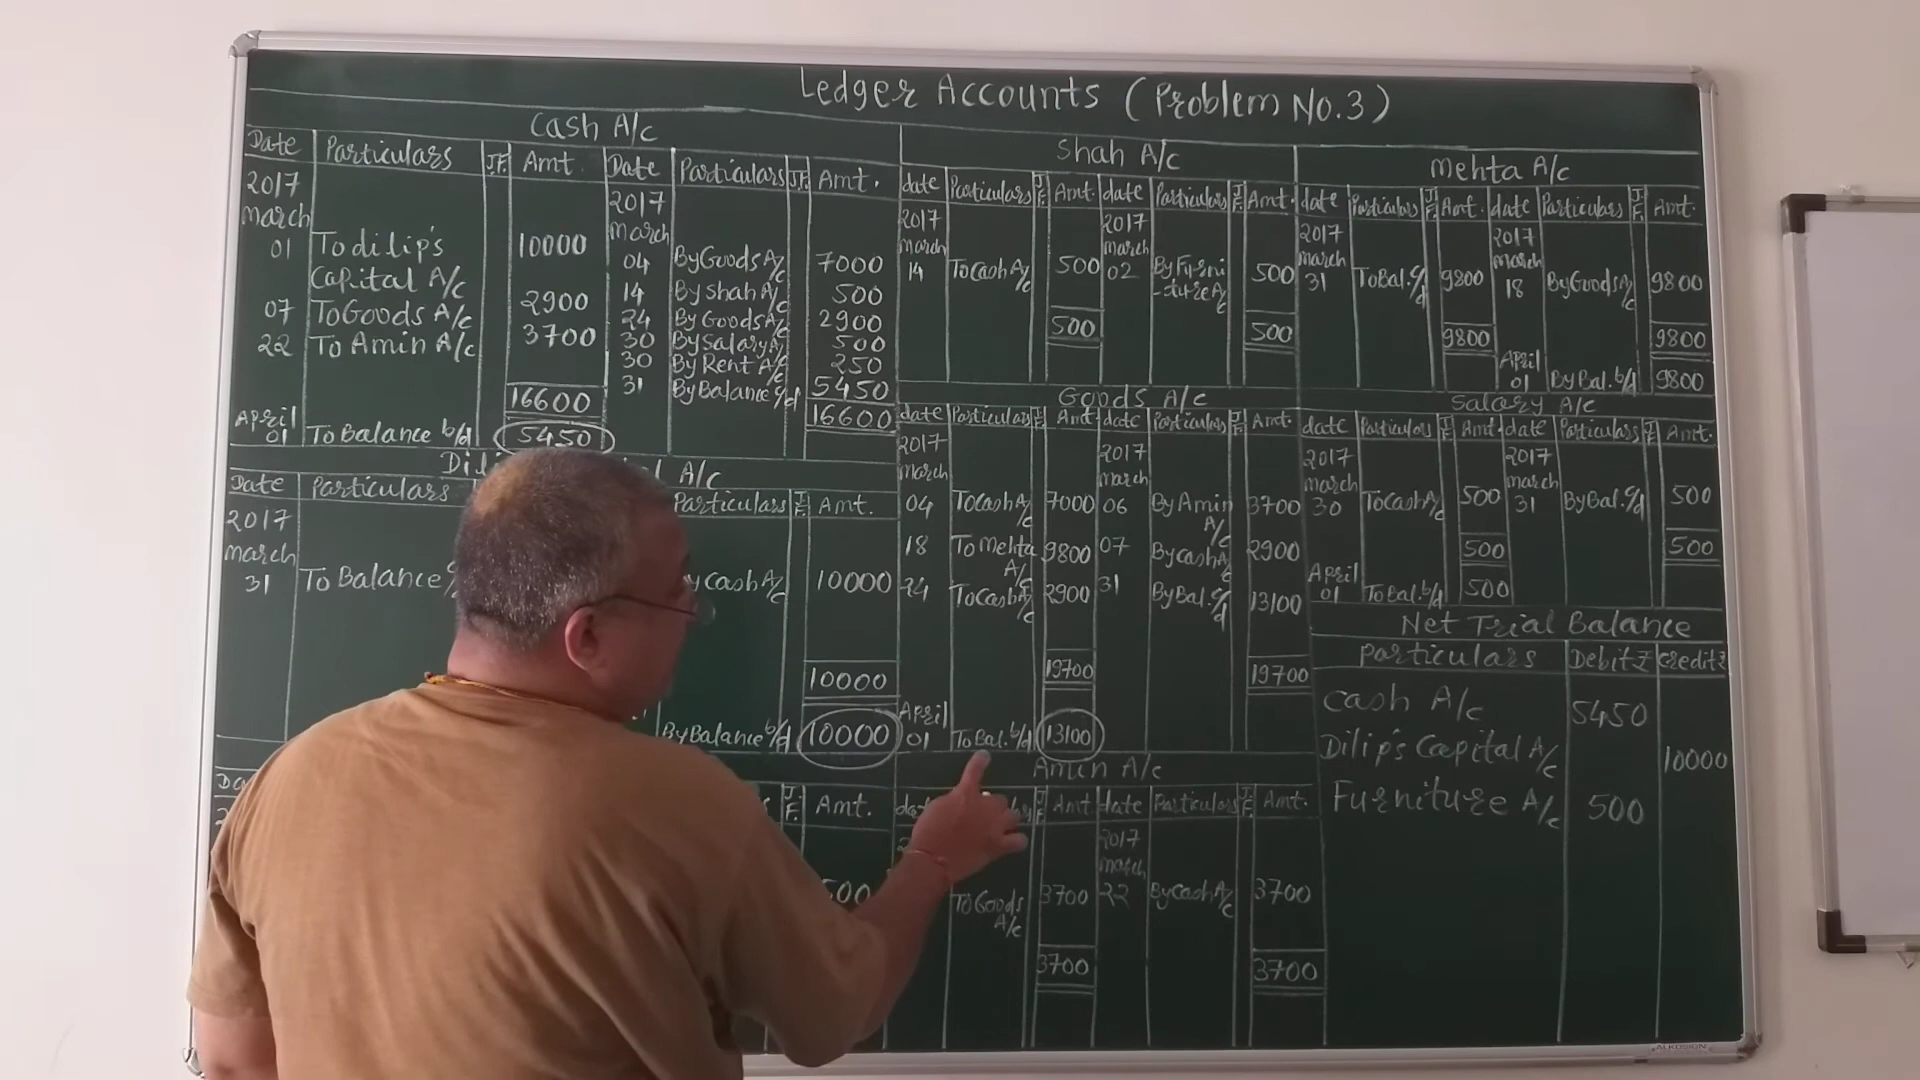 Ledger Accounts (Problem No.3)
Cash A/c
Date Particulars J.F. Amt. Date Particulars J.F. Amt.
2017 2017
March March
01 To dilip's 10000 04 By Goods A/c 7000
Capital A/c 14 By Shah A/c 500
07 To Goods A/c 2900 24 By Goods A/c 2900
22 To Amin A/c 3700 30 By Salary A/c 500
30 By Rent A/c 250
31 By Balance c/d 5450
16600 16600
April
01 To Balance b/d 5450
A/c
Date Particulars Particulars J.F. Amt.
2017
March
31 To Balance Cash A/c 10000
10000
By Balance b/d 10000
J.F. Amt.
Shah A/c
date Particulars J.F. Amt. date Particulars J.F. Amt.
2017 2017
March March
14 To Cash A/c 500 02 By Furni 500
-ture A/c
500 500
Goods A/c
date Particulars J.F. Amt. date Particulars J.F. Amt.
2017 2017
March March
04 To Cash A/c 7000 06 By Amin A/c 3700
18 To Mehta A/c 9800 07 By Cash A/c 2900
24 To Cash A/c 2900 31 By Bal. c/d 13100
19700 19700
April
01 To Bal. b/d 13100
Amin A/c
Amt. date Particulars J.F. Amt.
2017
March
To Goods A/c 3700 22 By Cash A/c 3700
3700 3700
Mehta A/c
date Particulars J.F. Amt. date Particulars J.F. Amt.
2017 2017
March March
31 To Bal. c/d 9800 18 By Goods A/c 9800
9800 9800
April
01 By Bal. b/d 9800
Salary A/c
date Particulars J.F. Amt. date Particulars J.F. Amt.
2017 2017
March March
30 To Cash A/c 500 31 By Bal. c/d 500
500 500
April
01 To Bal. b/d 500
Net Trial Balance
Particulars Debit ₹ Credit ₹
Cash A/c 5450
Dilip's Capital A/c 10000
Furniture A/c 500
ALKOSIGN